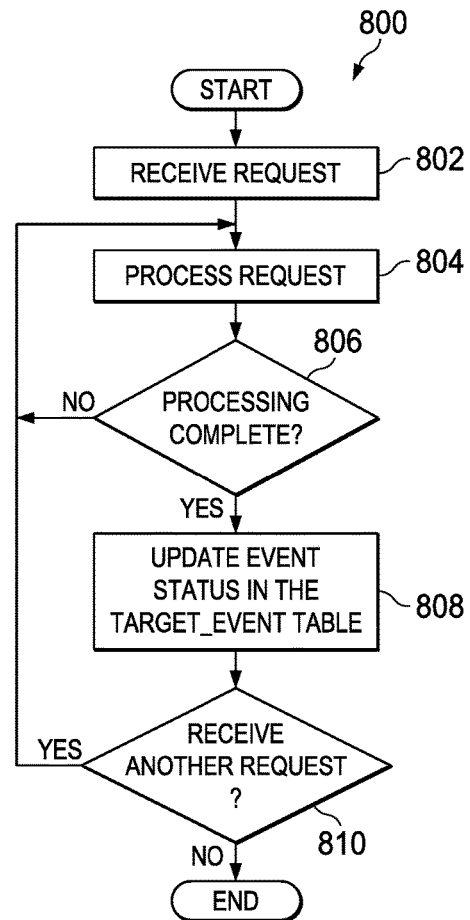 800
START
RECEIVE REQUEST
802
PROCESS REQUEST
804
806
PROCESSING
COMPLETE?
NO
YES
UPDATE EVENT
STATUS IN THE
TARGET_EVENT TABLE
808
RECEIVE
ANOTHER REQUEST
?
YES
810
NO
END